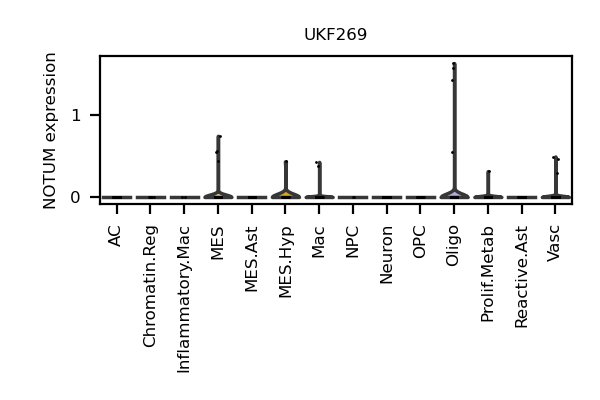 UKF269
NOTUM expression
1
0
AC
Chromatin.Reg
Inflammatory.Mac
MES
MES.Ast
MES.Hyp
Mac
NPC
Neuron
OPC
Oligo
Prolif.Metab
Reactive.Ast
Vasc